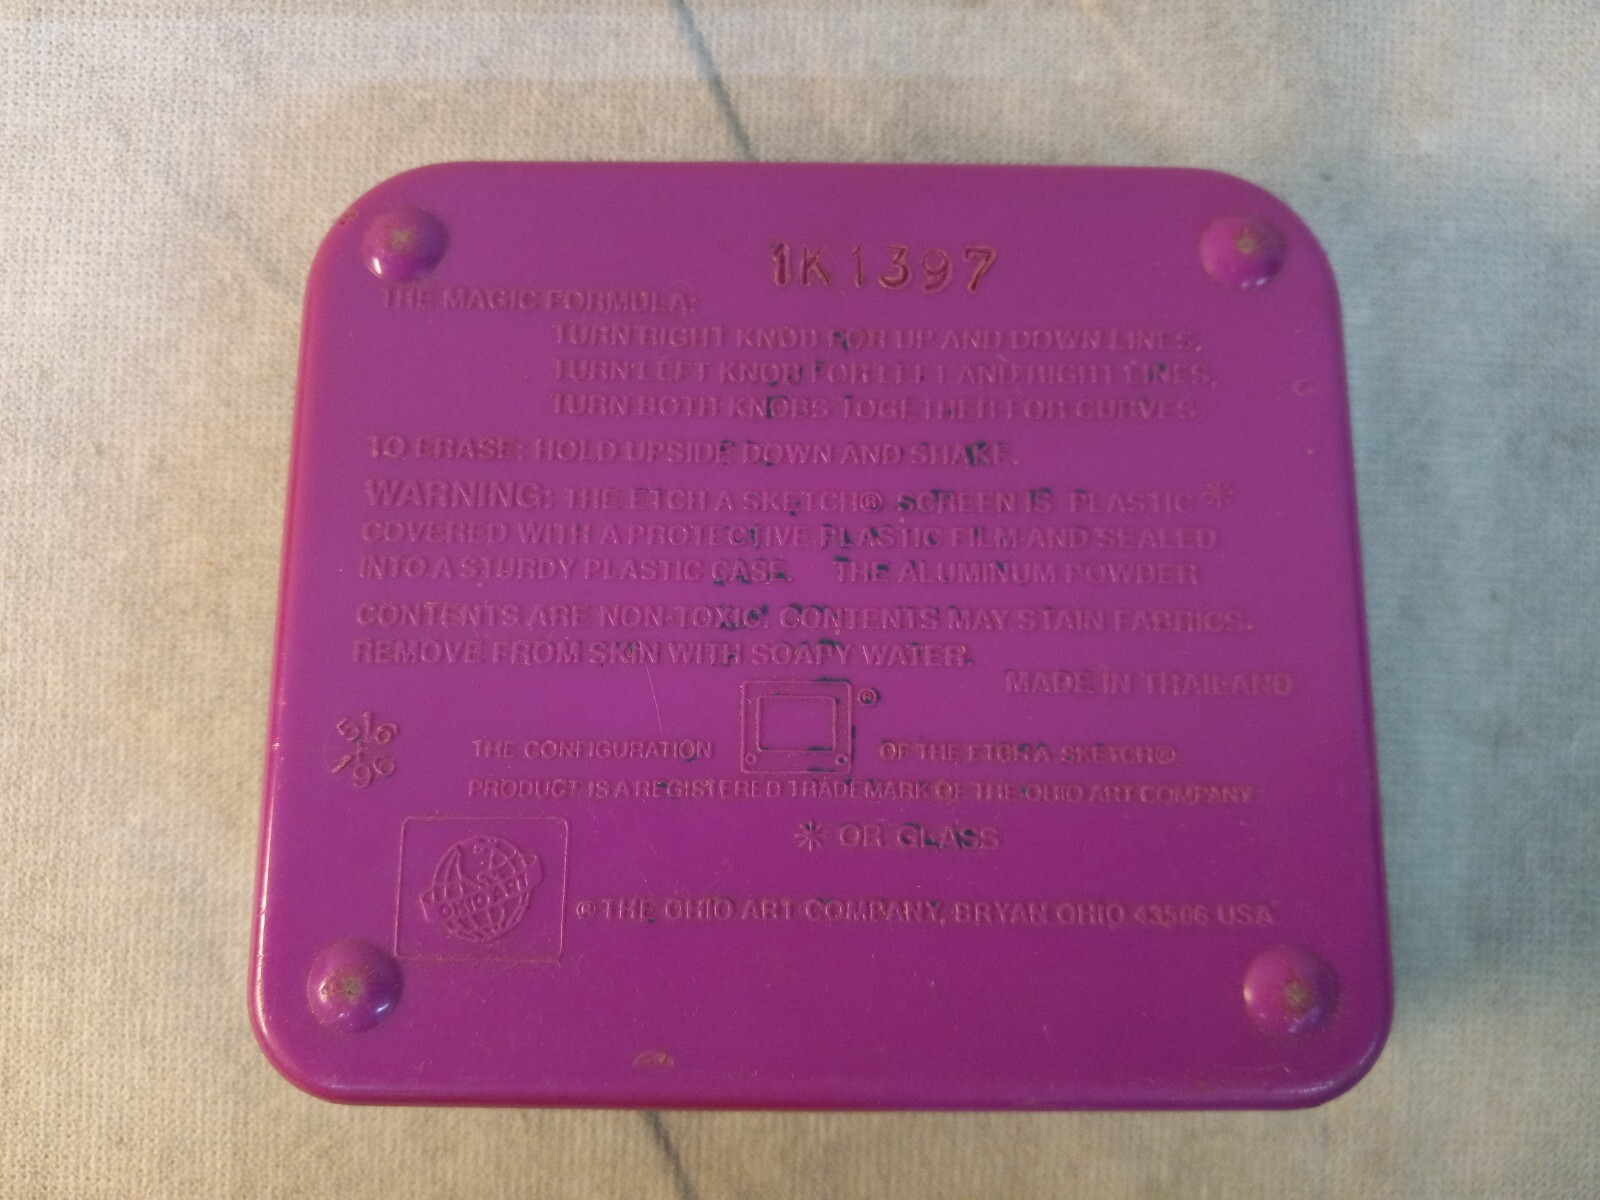 1K1397
THE MAGIC FORMULA:
TURN RIGHT KNOB FOR UP AND DOWN LINES,
TURN LEFT KNOB FOR LEFT AND RIGHT LINES,
TURN BOTH KNOBS TOGETHER FOR CURVES
TO ERASE: HOLD UPSIDE DOWN AND SHAKE.
WARNING: THE ETCH A SKETCH® SCREEN IS PLASTIC *
COVERED WITH A PROTECTIVE PLASTIC FILM AND SEALED
INTO A STURDY PLASTIC CASE. THE ALUMINUM POWDER
CONTENTS ARE NON-TOXIC. CONTENTS MAY STAIN FABRICS.
REMOVE FROM SKIN WITH SOAPY WATER.
MADE IN THAILAND
®
516
196
THE CONFIGURATION OF THE ETCH A SKETCH®
PRODUCT IS A REGISTERED TRADEMARK OF THE OHIO ART COMPANY
* OR GLASS
OHIO ART
© THE OHIO ART COMPANY, BRYAN OHIO 43506 USA